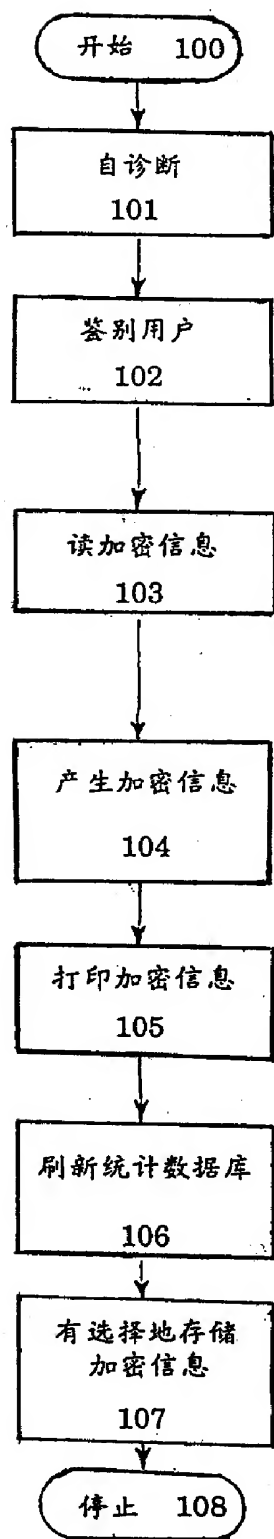 开始 100
自诊断
101
鉴别用户
102
读加密信息
103
产生加密信息
104
打印加密信息
105
刷新统计数据库
106
有选择地存储
加密信息
107
停止 108